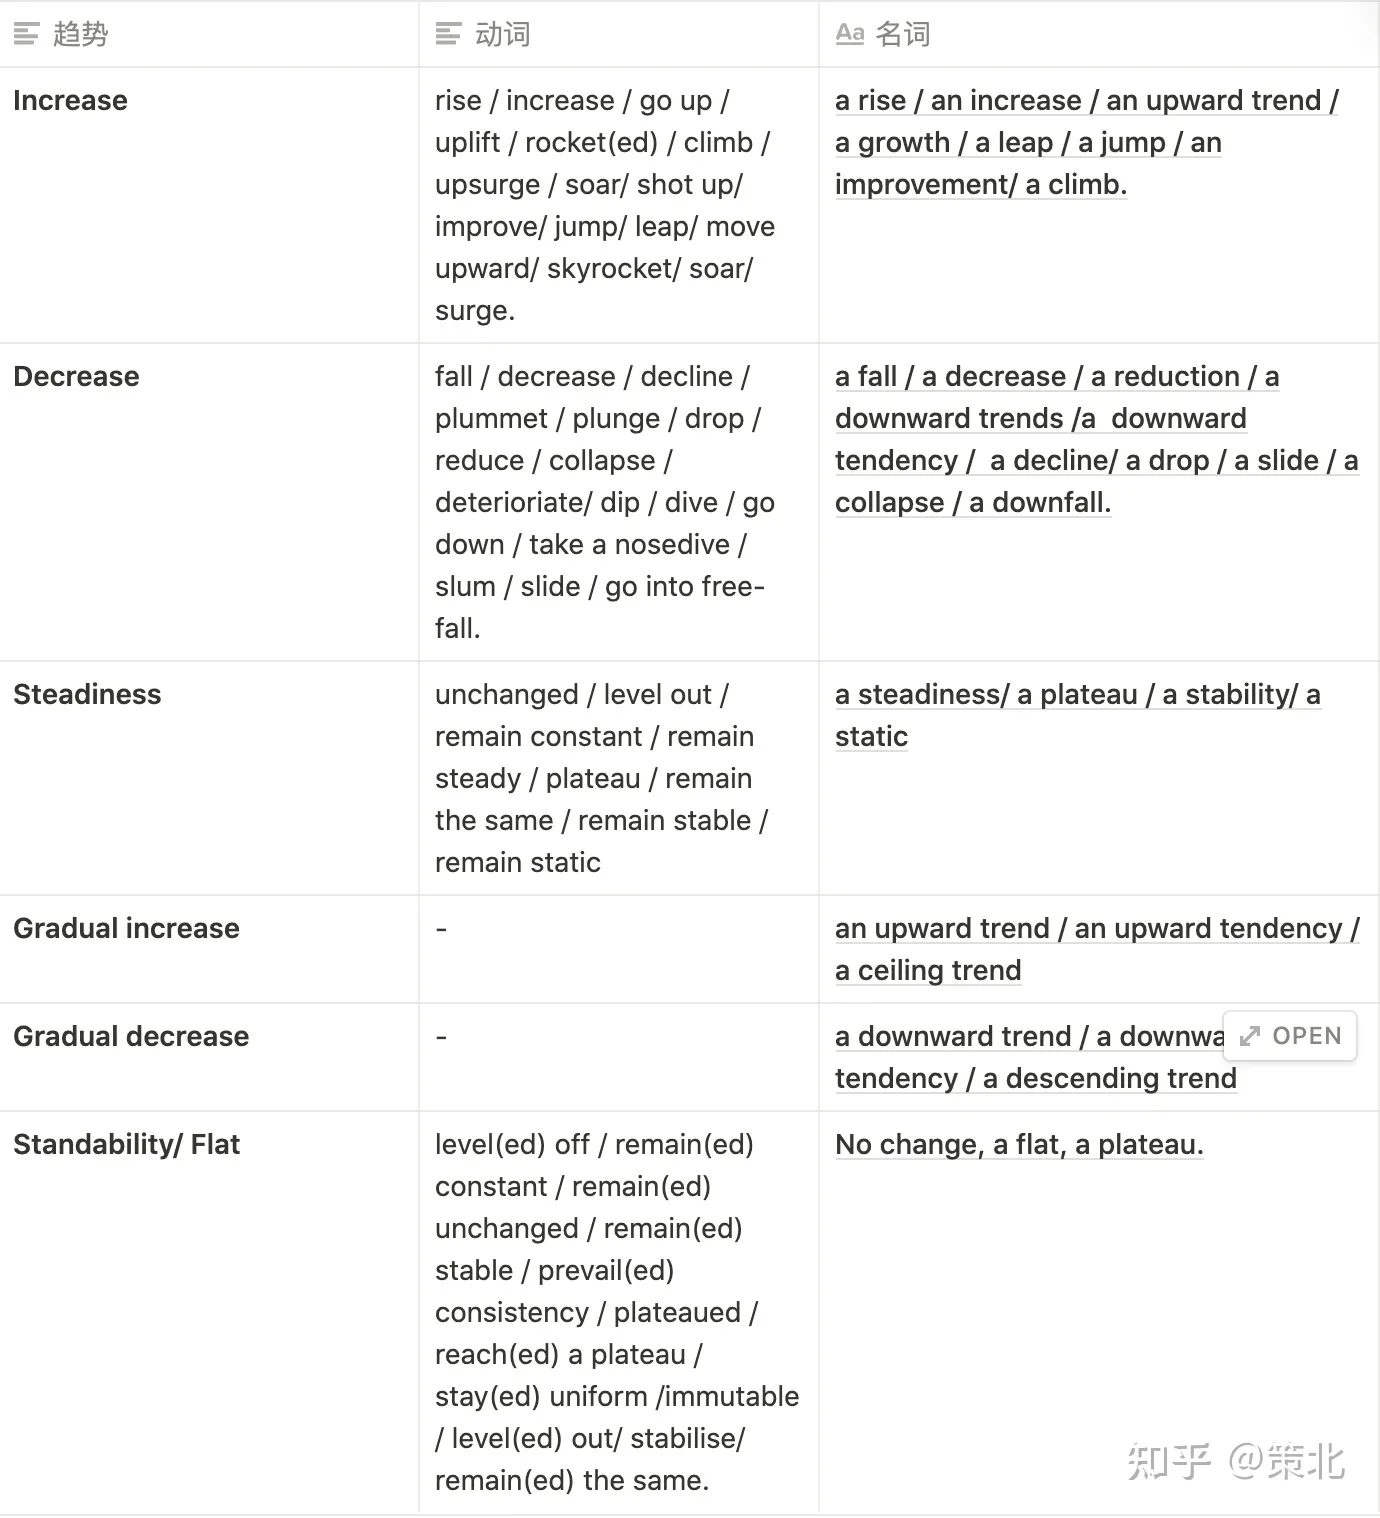 趋势
动词
Aa 名词
Increase
rise / increase / go up /
uplift / rocket(ed) / climb /
upsurge / soar/ shot up/
improve/ jump/ leap/ move
upward/ skyrocket/ soar/
surge.
a rise / an increase / an upward trend /
a growth / a leap / a jump / an
improvement/ a climb.
Decrease
fall / decrease / decline /
plummet / plunge / drop /
reduce / collapse /
deterioriate/ dip / dive / go
down / take a nosedive /
slum / slide / go into free-
fall.
a fall / a decrease / a reduction / a
downward trends /a  downward
tendency /  a decline/ a drop / a slide / a
collapse / a downfall.
Steadiness
unchanged / level out /
remain constant / remain
steady / plateau / remain
the same / remain stable /
remain static
a steadiness/ a plateau / a stability/ a
static
Gradual increase
-
an upward trend / an upward tendency /
a ceiling trend
Gradual decrease
-
a downward trend / a downwa
OPEN
tendency / a descending trend
Standability/ Flat
level(ed) off / remain(ed)
constant / remain(ed)
unchanged / remain(ed)
stable / prevail(ed)
consistency / plateaued /
reach(ed) a plateau /
stay(ed) uniform /immutable
/ level(ed) out/ stabilise/
remain(ed) the same.
No change, a flat, a plateau.
知乎 @策北